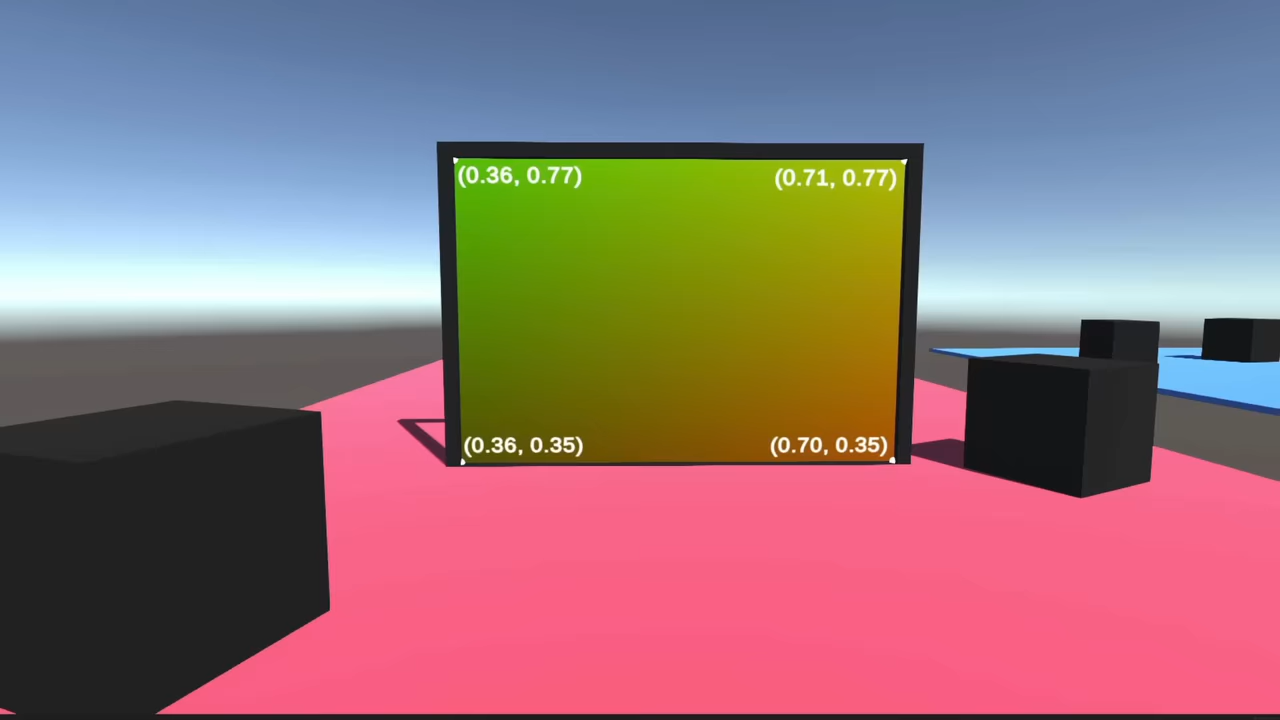 (0.36, 0.77)
(0.71, 0.77)
(0.36, 0.35)
(0.70, 0.35)